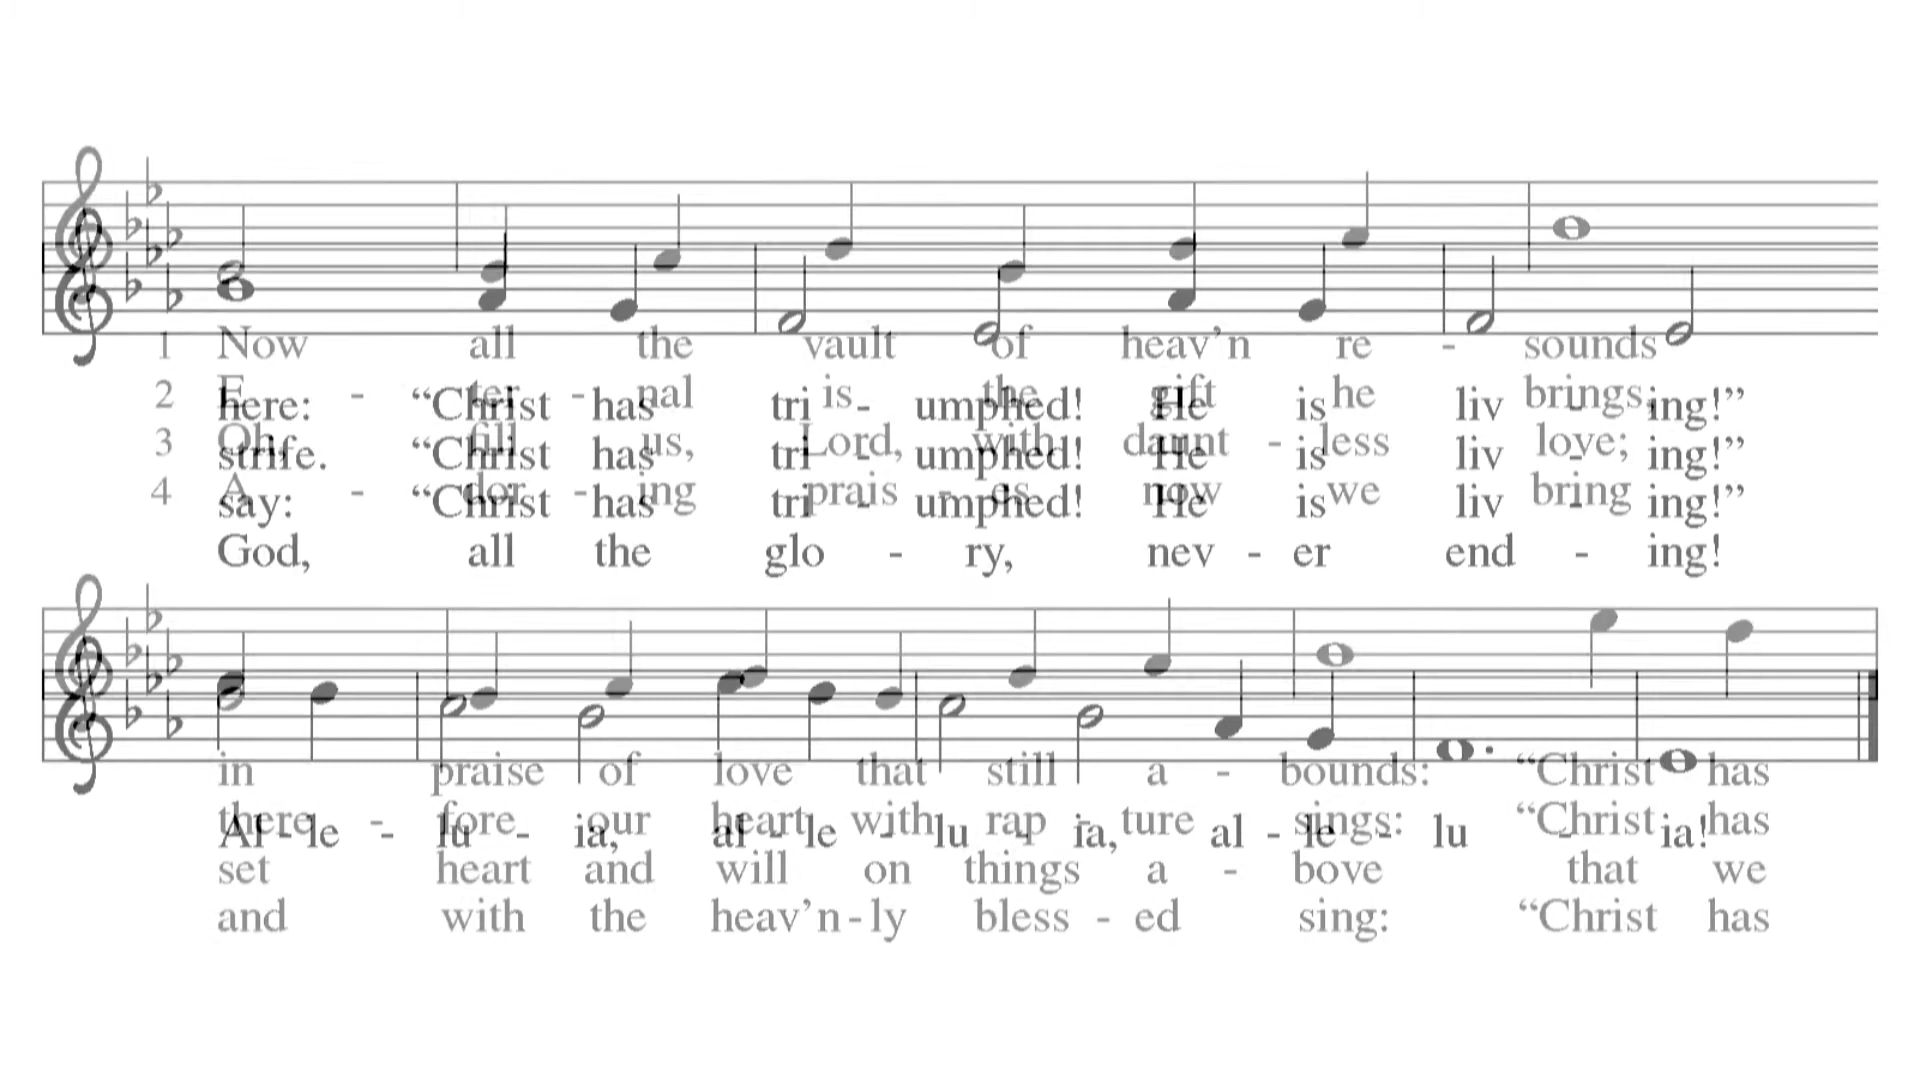 1 Now all the vault of heav’n re - sounds
2 E - ter - nal is the gift he brings,
here: “Christ has tri - umphed! He is liv - ing!”
3 Oh, fill us, Lord, with daunt - less love;
strife. “Christ has tri - umphed! He is liv - ing!”
4 A - dor - ing prais - es now we bring
say: “Christ has tri - umphed! He is liv - ing!”
God, all the glo - ry, nev - er end - ing!
in praise of love that still a - bounds: “Christ has
there - fore our heart with rap - ture sings: “Christ has
Al - le - lu - ia, al - le - lu - ia, al - le - lu - ia!
set heart and will on things a - bove that we
and with the heav’n - ly bless - ed sing: “Christ has